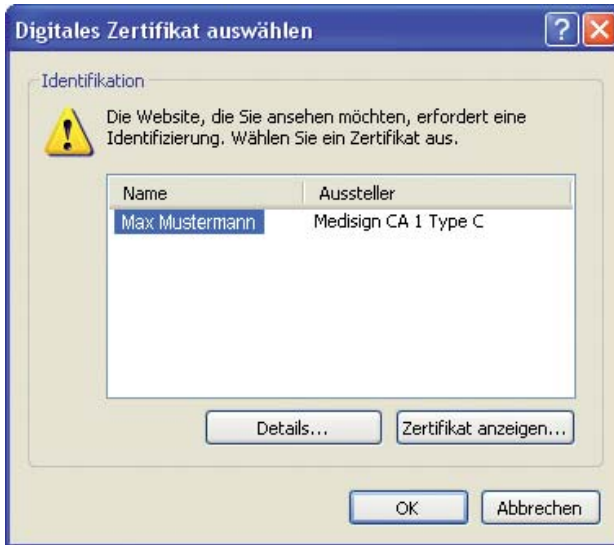 Digitales Zertifikat auswählen
Identifikation
Die Website, die Sie ansehen möchten, erfordert eine
Identifizierung. Wählen Sie ein Zertifikat aus.
Name Aussteller
Max Mustermann Medisign CA 1 Type C
Details... Zertifikat anzeigen...
OK Abbrechen